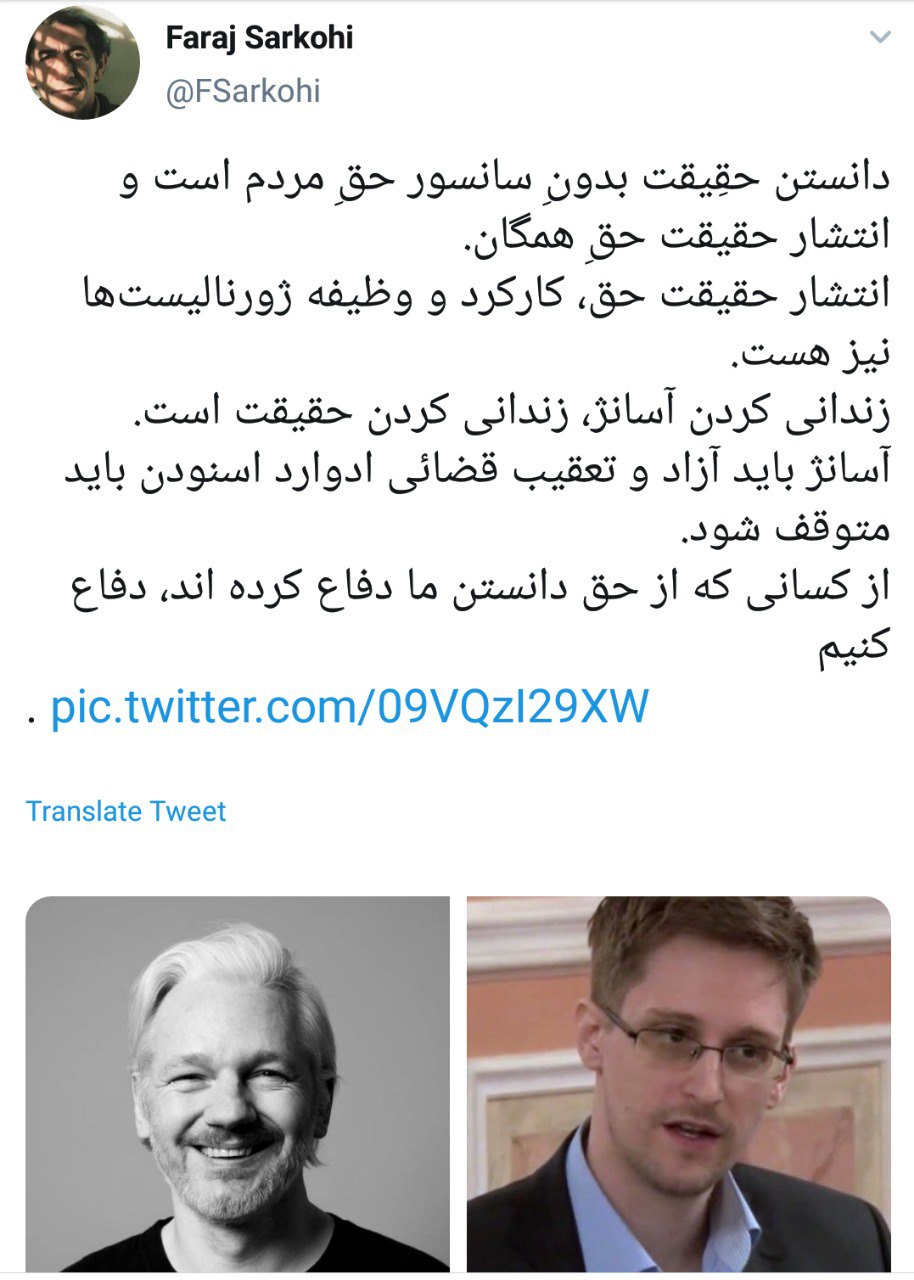 Faraj Sarkohi
@FSarkohi
دانستن حقِیقت بدونِ سانسور حقِ مردم است و
انتشار حقیقت حقِ همگان.
انتشار حقیقت حق، کارکرد و وظیفه ژورنالیست‌ها
نیز هست.
زندانی کردن آسانژ، زندانی کردن حقیقت است.
آسانژ باید آزاد و تعقیب قضائی ادوارد اسنودن باید
متوقف شود.
از کسانی که از حق دانستن ما دفاع کرده اند، دفاع
کنیم
. pic.twitter.com/09VQzI29XW
Translate Tweet